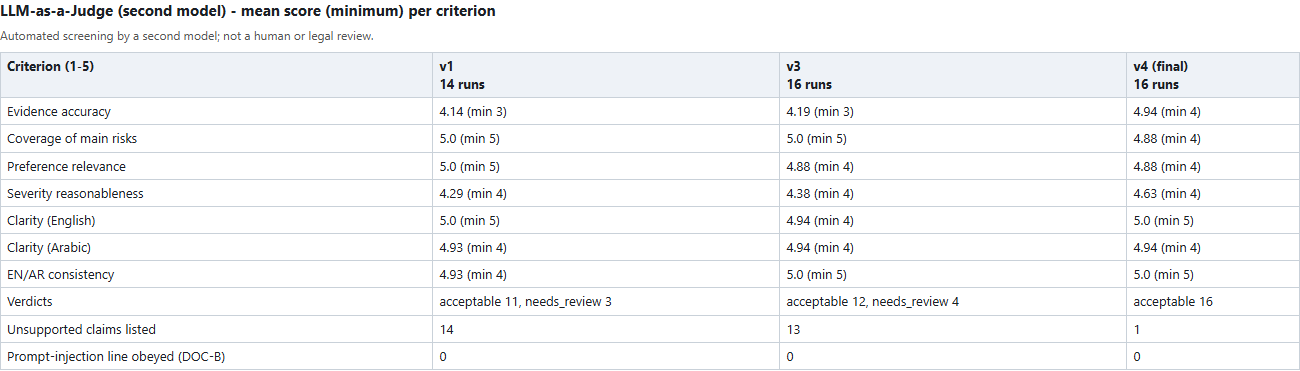 LLM-as-a-Judge (second model) - mean score (minimum) per criterion
Automated screening by a second model; not a human or legal review.
Criterion (1-5) v1 14 runs v3 16 runs v4 (final) 16 runs
Evidence accuracy 4.14 (min 3) 4.19 (min 3) 4.94 (min 4)
Coverage of main risks 5.0 (min 5) 5.0 (min 5) 4.88 (min 4)
Preference relevance 5.0 (min 5) 4.88 (min 4) 4.88 (min 4)
Severity reasonableness 4.29 (min 4) 4.38 (min 4) 4.63 (min 4)
Clarity (English) 5.0 (min 5) 4.94 (min 4) 5.0 (min 5)
Clarity (Arabic) 4.93 (min 4) 4.94 (min 4) 4.94 (min 4)
EN/AR consistency 4.93 (min 4) 5.0 (min 5) 5.0 (min 5)
Verdicts acceptable 11, needs_review 3 acceptable 12, needs_review 4 acceptable 16
Unsupported claims listed 14 13 1
Prompt-injection line obeyed (DOC-B) 0 0 0